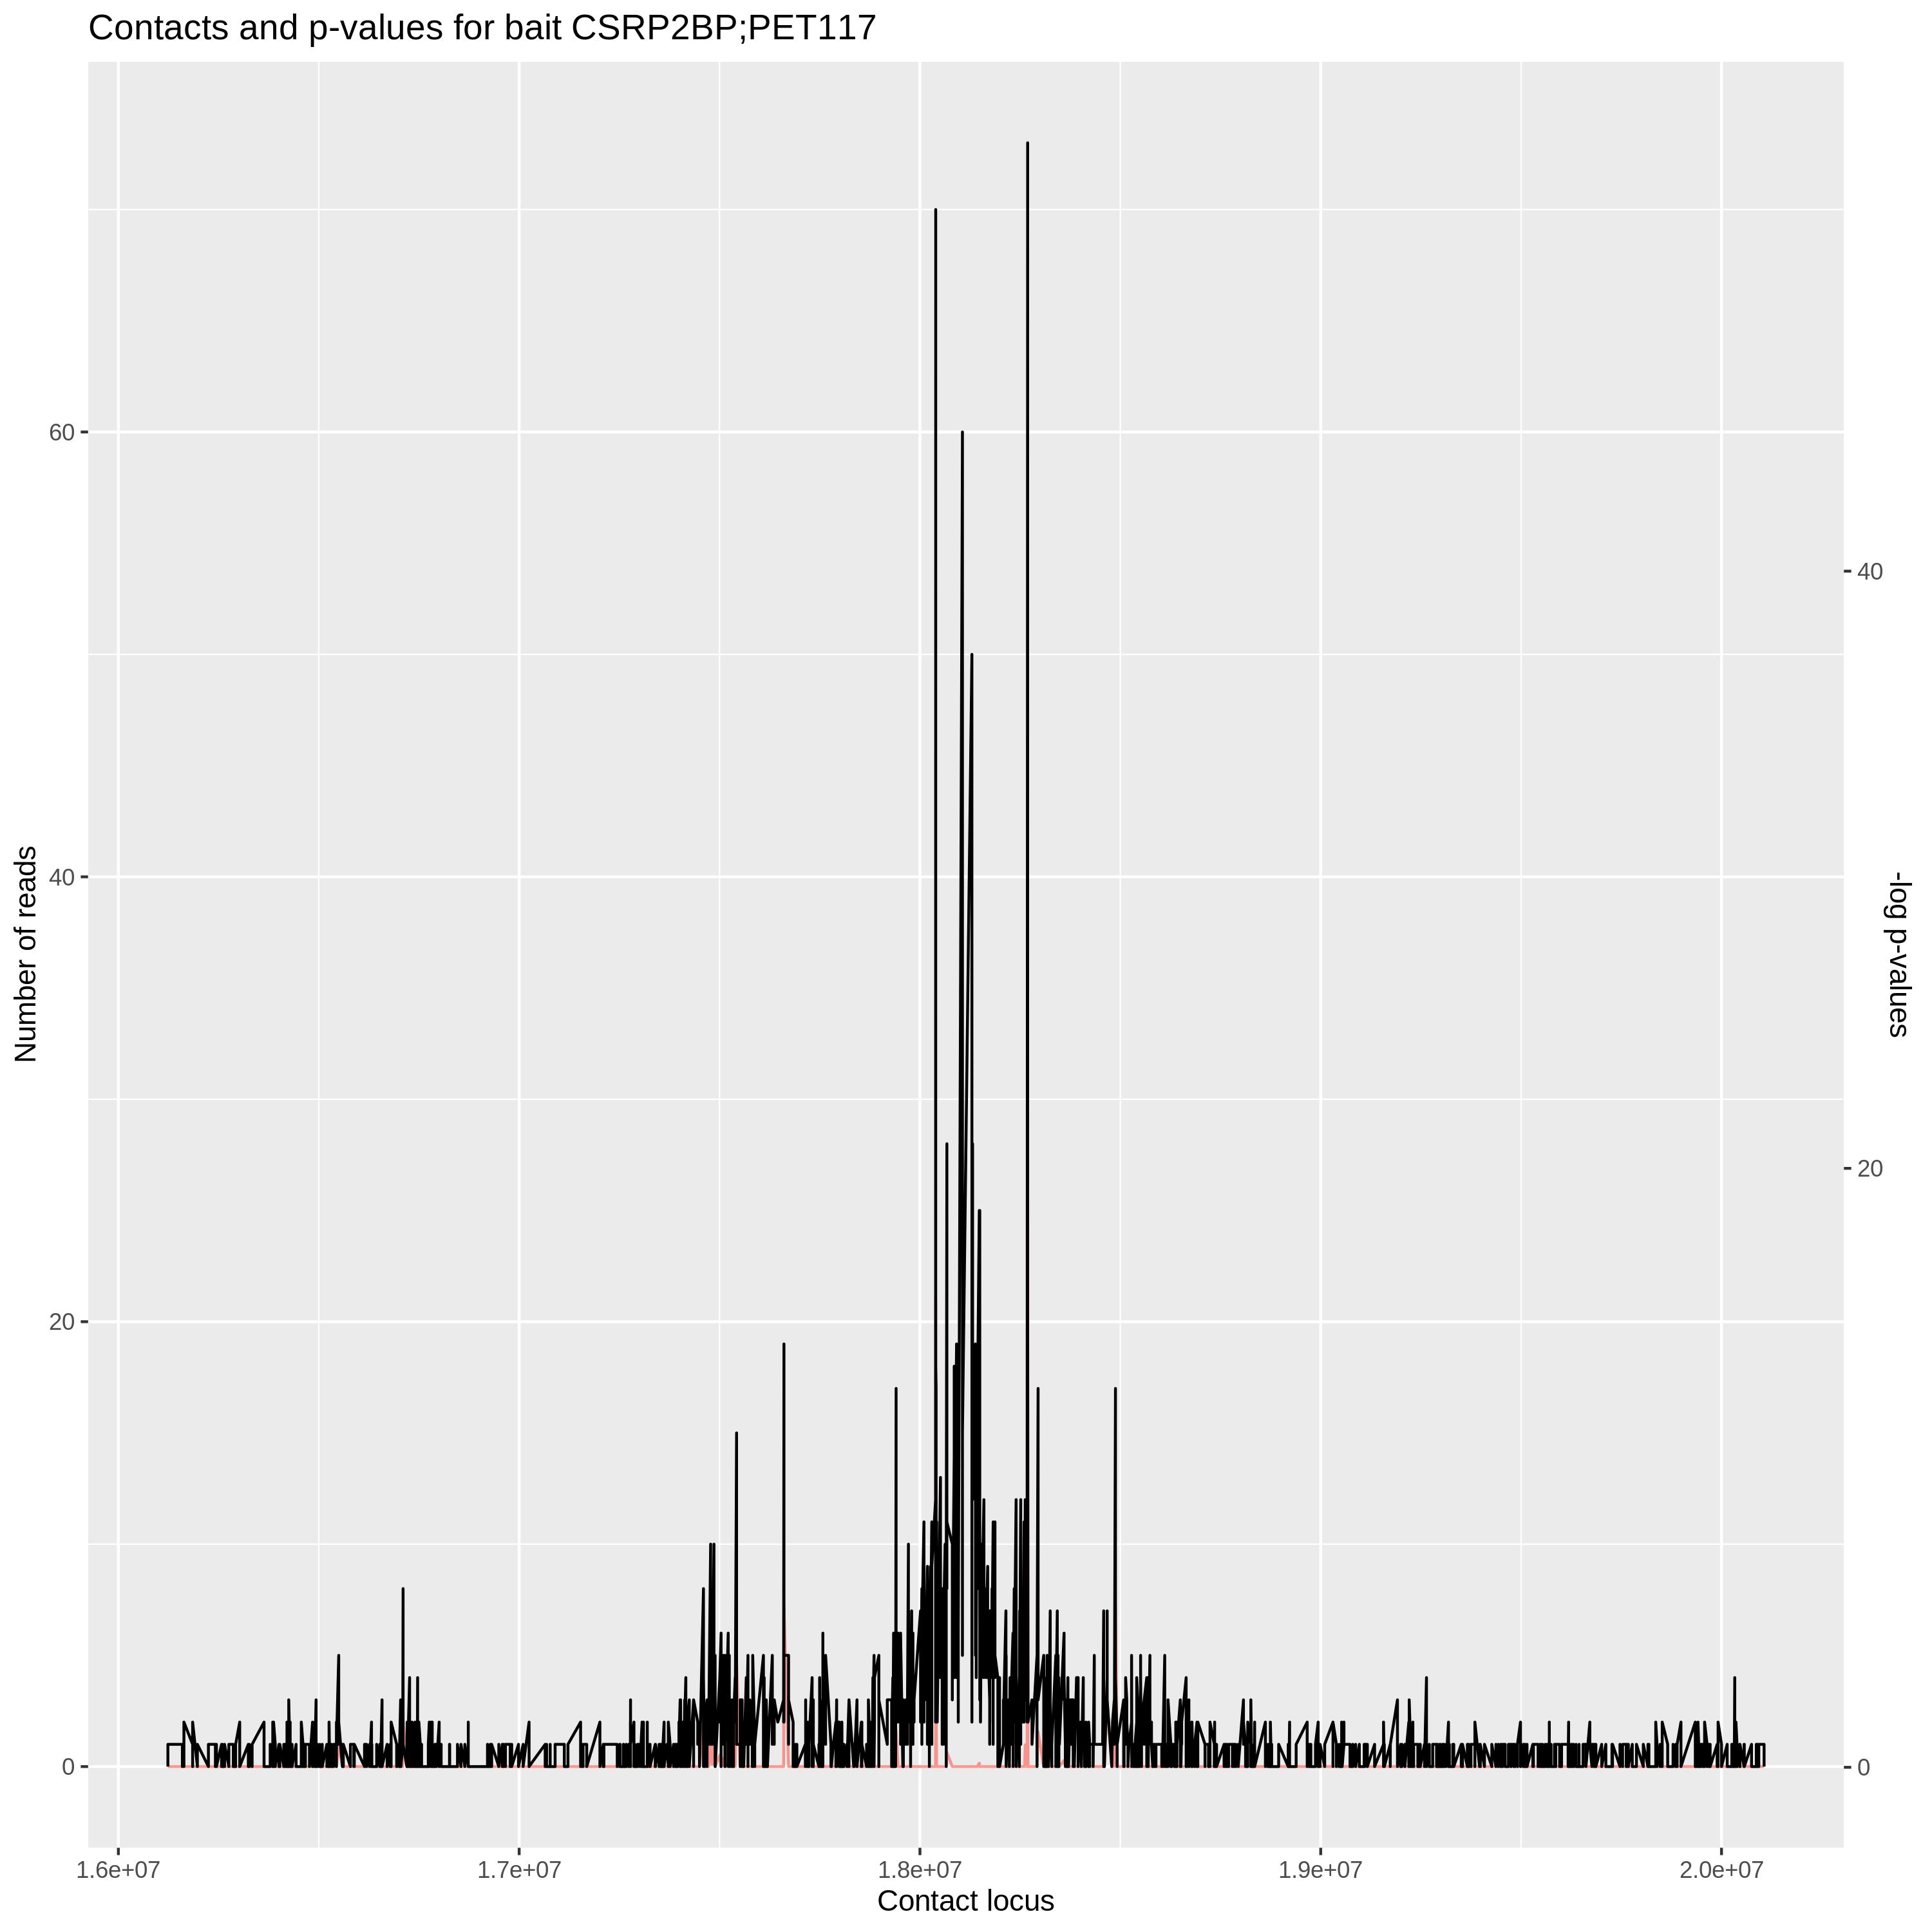 Contacts and p-values for bait CSRP2BP;PET117
Number of reads
60
40
20
0
-log p-values
40
20
0
1.6e+07
1.7e+07
1.8e+07
1.9e+07
2.0e+07
Contact locus